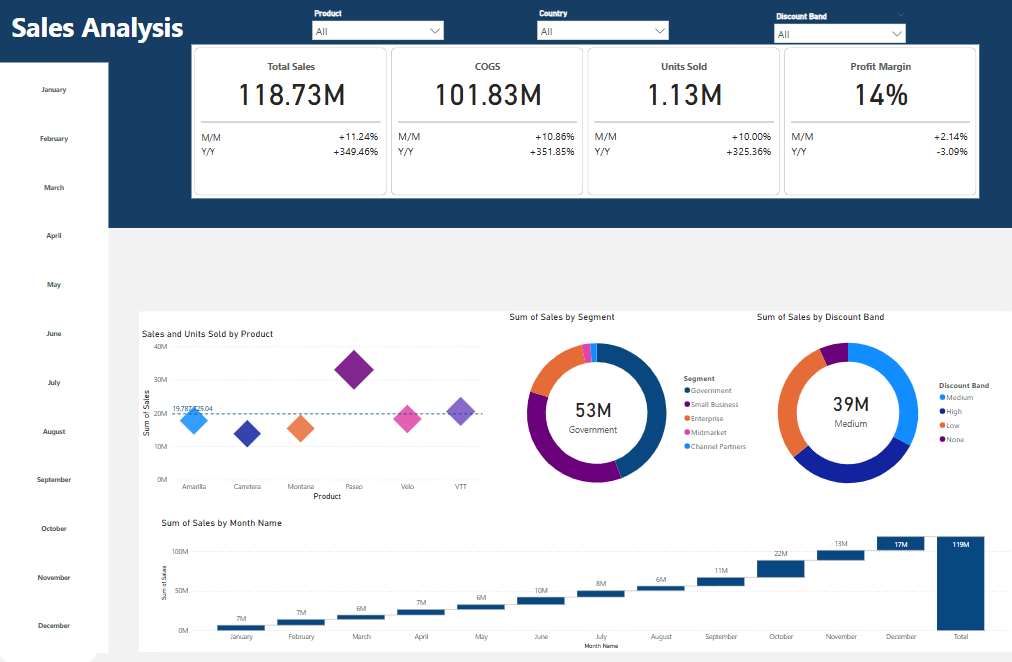 Sales Analysis
Product
All
Country
All
Discount Band
All
January
February
March
April
May
June
July
August
September
October
November
December
Total Sales
118.73M
M/M +11.24%
Y/Y +349.46%
COGS
101.83M
M/M +10.86%
Y/Y +351.85%
Units Sold
1.13M
M/M +10.00%
Y/Y +325.36%
Profit Margin
14%
M/M +2.14%
Y/Y -3.09%
Sales and Units Sold by Product
Sum of Sales
40M
30M
20M
10M
0M
Amarilla Carretera Montana Paseo Velo VTT
Product
Sum of Sales by Segment
53M
Government
Segment
Government
Small Business
Enterprise
Midmarket
Channel Partners
Sum of Sales by Discount Band
39M
Medium
Discount Band
Medium
High
Low
None
Sum of Sales by Month Name
Sum of Sales
100M
50M
0M
7M 7M 6M 7M 6M 10M 8M 6M 11M 22M 13M 17M 119M
January February March April May June July August September October November December Total
Month Name